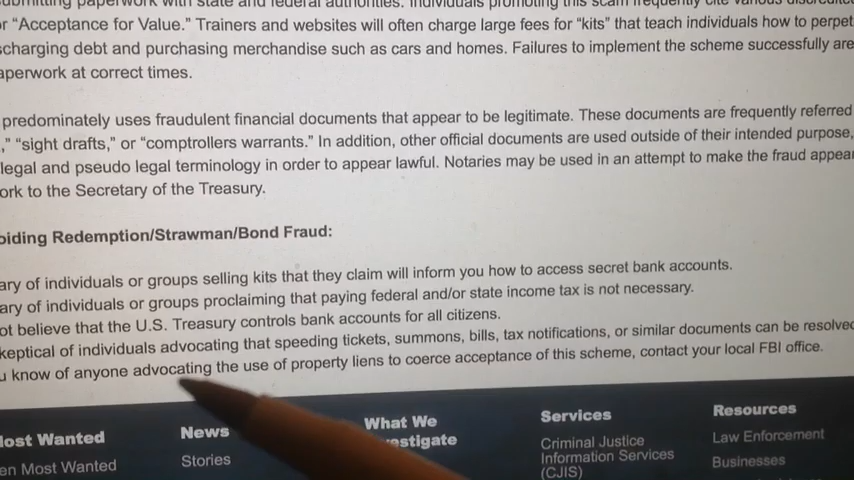 submitting paperwork with state and federal authorities. Individuals promoting this scam frequently cite various
or "Acceptance for Value." Trainers and websites will often charge large fees for "kits" that teach individuals how to perpet
scharging debt and purchasing merchandise such as cars and homes. Failures to implement the scheme successfully are
aperwork at correct times.
predominately uses fraudulent financial documents that appear to be legitimate. These documents are frequently referred
," "sight drafts," or "comptrollers warrants." In addition, other official documents are used outside of their intended purpose,
legal and pseudo legal terminology in order to appear lawful. Notaries may be used in an attempt to make the fraud appear
ork to the Secretary of the Treasury.
oiding Redemption/Strawman/Bond Fraud:
ary of individuals or groups selling kits that they claim will inform you how to access secret bank accounts.
ary of individuals or groups proclaiming that paying federal and/or state income tax is not necessary.
ot believe that the U.S. Treasury controls bank accounts for all citizens.
keptical of individuals advocating that speeding tickets, summons, bills, tax notifications, or similar documents can be resolved
u know of anyone advocating the use of property liens to coerce acceptance of this scheme, contact your local FBI office.
Most Wanted
en Most Wanted
News
Stories
What We
estigate
Services
Criminal Justice
Information Services
(CJIS)
Resources
Law Enforcement
Businesses